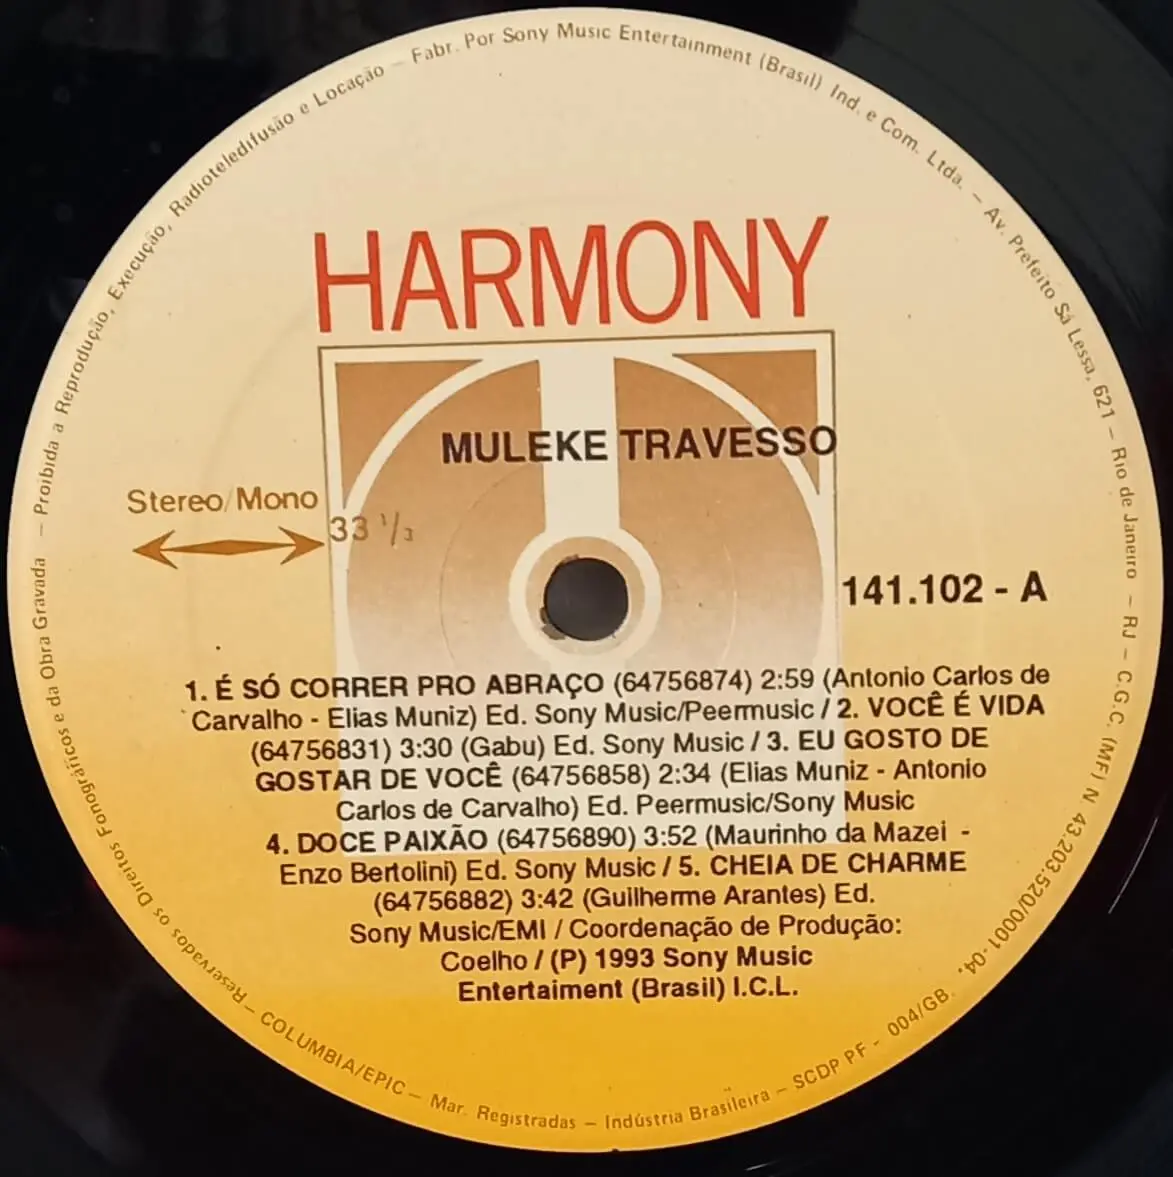 HARMONY
MULEKE TRAVESSO
Stereo/Mono
33 1/3
141.102 - A
1. É SÓ CORRER PRO ABRAÇO (64756874) 2:59 (Antonio Carlos de
Carvalho - Elias Muniz) Ed. Sony Music/Peermusic / 2. VOCÊ É VIDA
(64756831) 3:30 (Gabu) Ed. Sony Music / 3. EU GOSTO DE
GOSTAR DE VOCÊ (64756858) 2:34 (Elias Muniz - Antonio
Carlos de Carvalho) Ed. Peermusic/Sony Music
4. DOCE PAIXÃO (64756890) 3:52 (Maurinho da Mazei -
Enzo Bertolini) Ed. Sony Music / 5. CHEIA DE CHARME
(64756882) 3:42 (Guilherme Arantes) Ed.
Sony Music/EMI / Coordenação de Produção:
Coelho / (P) 1993 Sony Music
Entertaiment (Brasil) I.C.L.
Reservados os Direitos Fonográficos e da Obra Gravada — Proibida a Reprodução, Execução, Radioteledifusão e Locação — Fabr. Por Sony Music Entertainment (Brasil) Ind. e Com. Ltda. — Av. Prefeito Sá Lessa, 621 — Rio de Janeiro — RJ — C.G.C. (MF) N 43.203.520/0001-04.
COLUMBIA/EPIC — Mar. Registradas — Indústria Brasileira — SCDP PF - 004/GB.